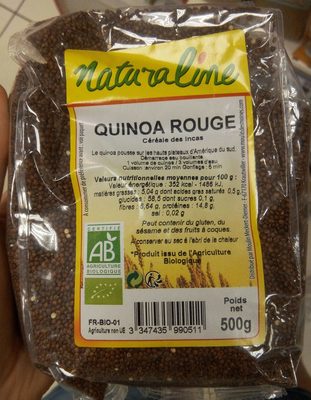 naturaline
QUINOA ROUGE
Céréale des Incas
Le quinoa pousse sur les hauts plateaux d'Amérique du sud.
Démarrage eau bouillante
1 volume de quinoa / 3 volumes d'eau
Cuisson :environ 20 min Gonflage : 5 min
Valeurs nutritionnelles moyennes pour 100 g :
Valeur énergétique : 352 kcal - 1486 kJ,
matières grasses : 5,04 g dont acides gras saturés 0,5 g
glucides : 58,5 dont sucres 0,1 g,
fibres : 5,64 g, protéines : 14,8 g,
sel : 0,02 g
Peut contenir du gluten, du
sésame et des fruits à coques.
A conserver au sec & à l'abri de la chaleur
*Produit issu de l'Agriculture
Biologique
CERTIFIÉ
AB
AGRICULTURE
BIOLOGIQUE
FR-BIO-01
Agriculture non UE
3 347435 990511
Poids
net
500g